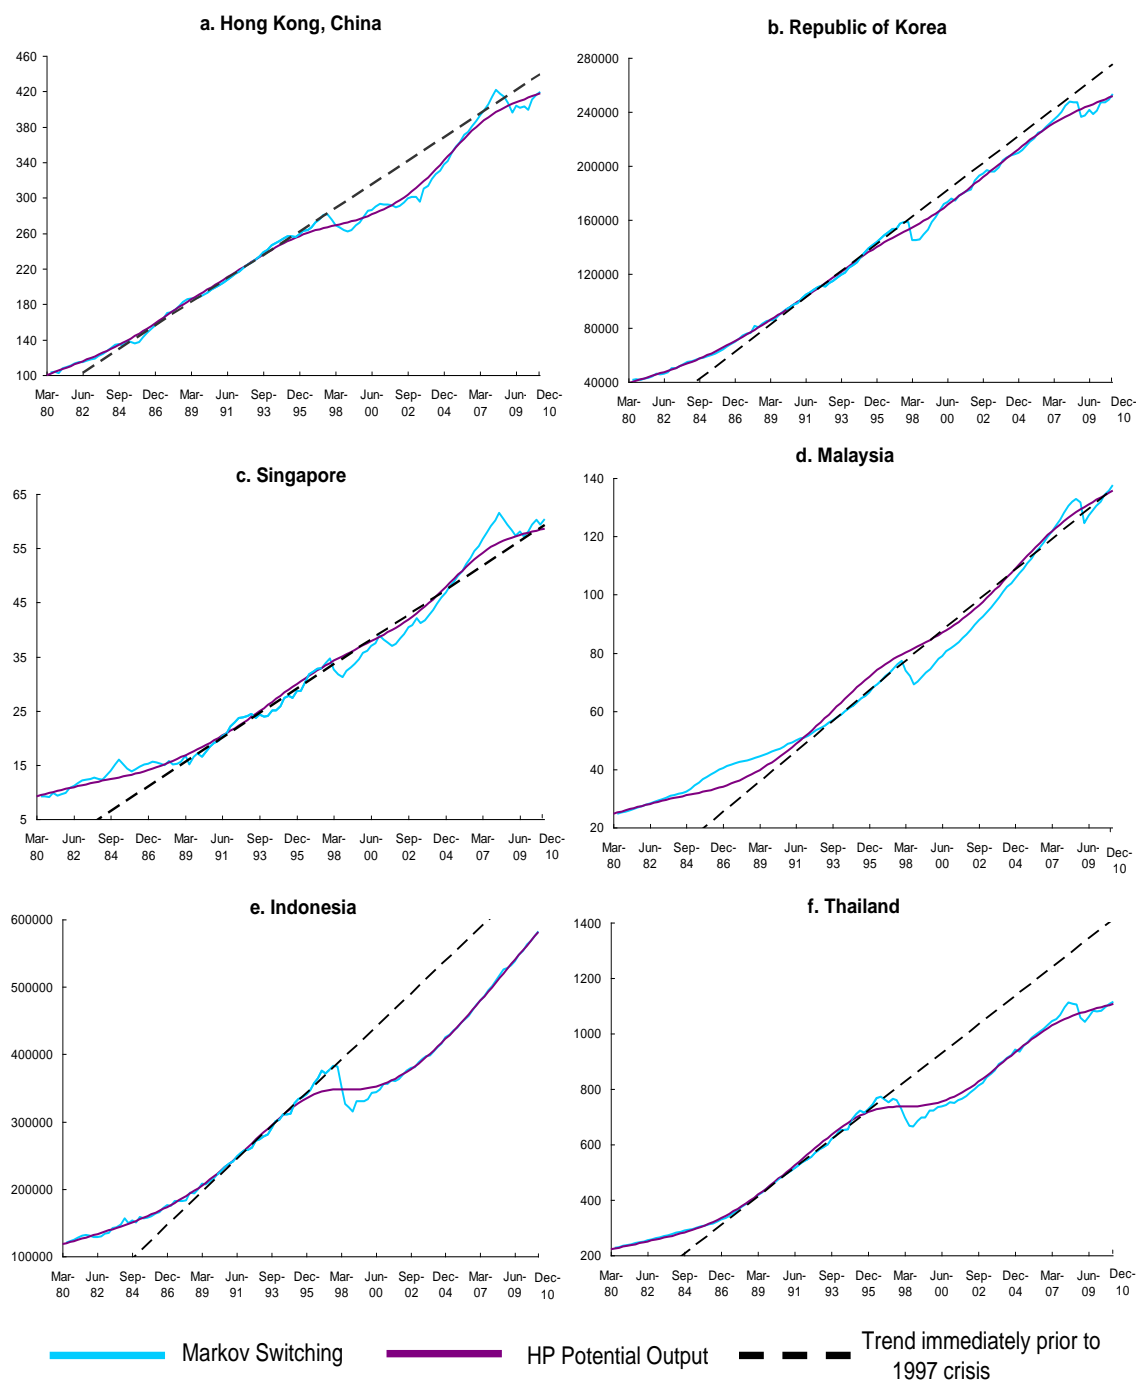 a. Hong Kong, China
460
420
380
340
300
260
220
180
140
100
Mar- Jun- Sep- Dec- Mar- Jun- Sep- Dec- Mar- Jun- Sep- Dec- Mar- Jun- Dec-
80 82 84 86 89 91 93 95 98 00 02 04 07 09 10
b. Republic of Korea
280000
240000
200000
160000
120000
80000
40000
Mar- Jun- Sep- Dec- Mar- Jun- Sep- Dec- Mar- Jun- Sep- Dec- Mar- Jun- Dec-
80 82 84 86 89 91 93 95 98 00 02 04 07 09 10
c. Singapore
65
55
45
35
25
15
5
Mar- Jun- Sep- Dec- Mar- Jun- Sep- Dec- Mar- Jun- Sep- Dec- Mar- Jun- Dec-
80 82 84 86 89 91 93 95 98 00 02 04 07 09 10
d. Malaysia
140
120
100
80
60
40
20
Mar- Jun- Sep- Dec- Mar- Jun- Sep- Dec- Mar- Jun- Sep- Dec- Mar- Jun- Dec-
80 82 84 86 89 91 93 95 98 00 02 04 07 09 10
e. Indonesia
600000
500000
400000
300000
200000
100000
Mar- Jun- Sep- Dec- Mar- Jun- Sep- Dec- Mar- Jun- Sep- Dec- Mar- Jun- Dec-
80 82 84 86 89 91 93 95 98 00 02 04 07 09 10
f. Thailand
1400
1200
1000
800
600
400
200
Mar- Jun- Sep- Dec- Mar- Jun- Sep- Dec- Mar- Jun- Sep- Dec- Mar- Jun- Dec-
80 82 84 86 89 91 93 95 98 00 02 04 07 09 10
Markov Switching
HP Potential Output
Trend immediately prior to
1997 crisis